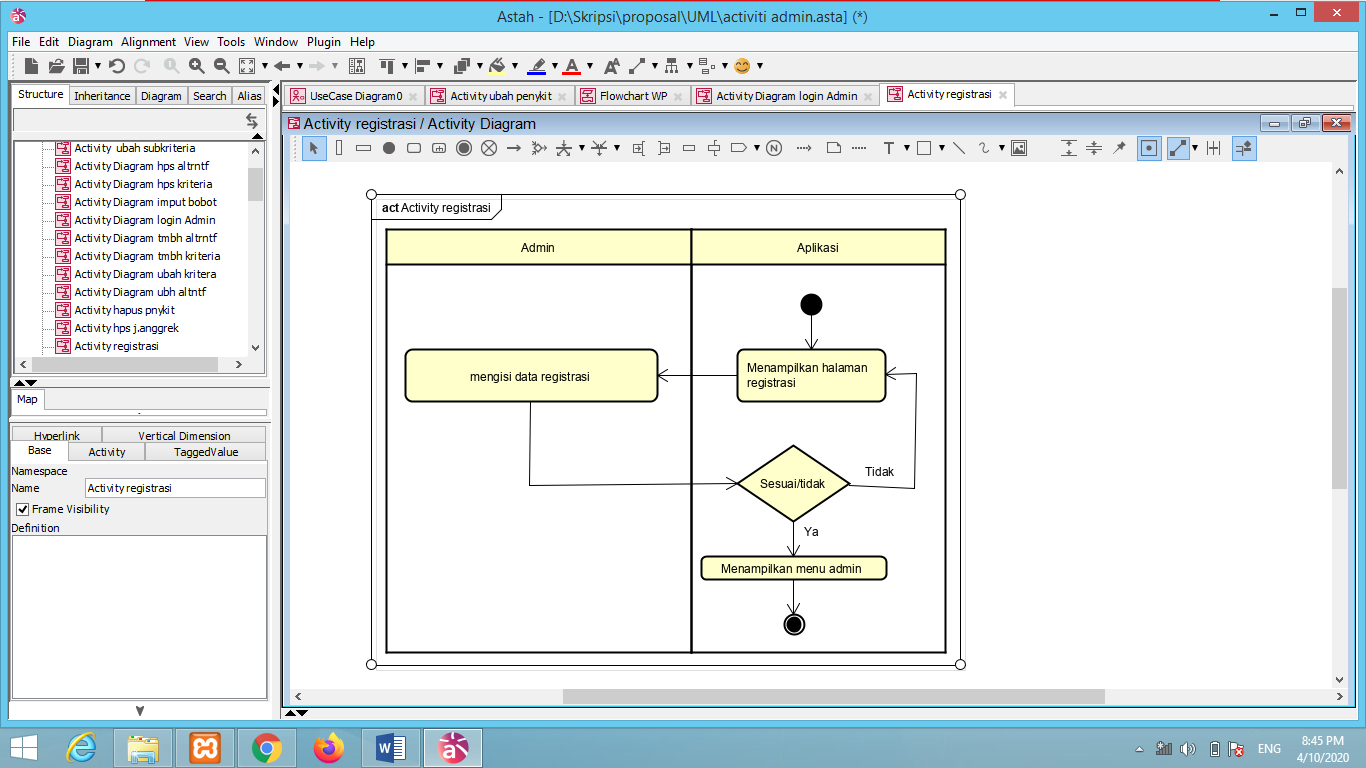 Astah - [D:\Skripsi\proposal\UML\activiti admin.asta] (*)
File Edit Diagram Alignment View Tools Window Plugin Help
Structure Inheritance Diagram Search Alias
UseCase Diagram0 Activity ubah penykit Flowchart WP Activity Diagram login Admin Activity registrasi
Activity registrasi / Activity Diagram
Activity ubah subkriteria
Activity Diagram hps altrntf
Activity Diagram hps kriteria
Activity Diagram imput bobot
Activity Diagram login Admin
Activity Diagram tmbh altrntf
Activity Diagram tmbh kriteria
Activity Diagram ubah kritera
Activity Diagram ubh altntf
Activity hapus pnykit
Activity hps j.anggrek
Activity registrasi
Map
Hyperlink Vertical Dimension
Base Activity TaggedValue
Namespace
Name Activity registrasi
Frame Visibility
Definition
act Activity registrasi
Admin Aplikasi
mengisi data registrasi
Menampilkan halaman
registrasi
Sesuai/tidak
Tidak
Ya
Menampilkan menu admin
ENG
8:45 PM
4/10/2020